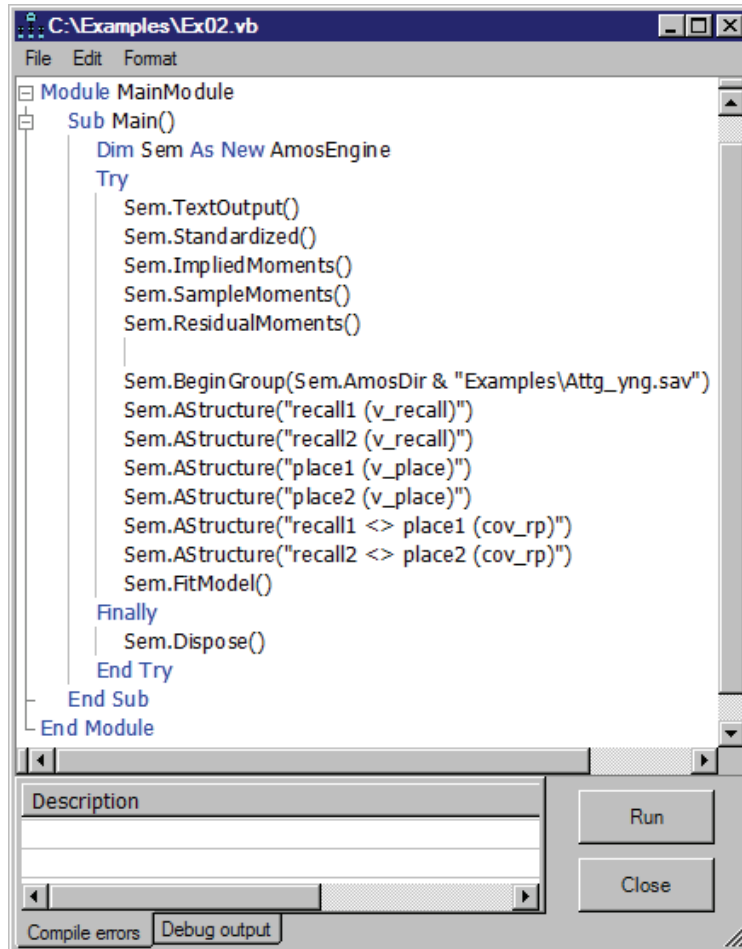 C:\Examples\Ex02.vb
File Edit Format
Module MainModule
Sub Main()
Dim Sem As New AmosEngine
Try
Sem.TextOutput()
Sem.Standardized()
Sem.ImpliedMoments()
Sem.SampleMoments()
Sem.ResidualMoments()
Sem.BeginGroup(Sem.AmosDir & "Examples\Attg_yng.sav")
Sem.AStructure("recall1 (v_recall)")
Sem.AStructure("recall2 (v_recall)")
Sem.AStructure("place1 (v_place)")
Sem.AStructure("place2 (v_place)")
Sem.AStructure("recall1 <> place1 (cov_rp)")
Sem.AStructure("recall2 <> place2 (cov_rp)")
Sem.FitModel()
Finally
Sem.Dispose()
End Try
End Sub
End Module
Description
Run
Close
Compile errors Debug output